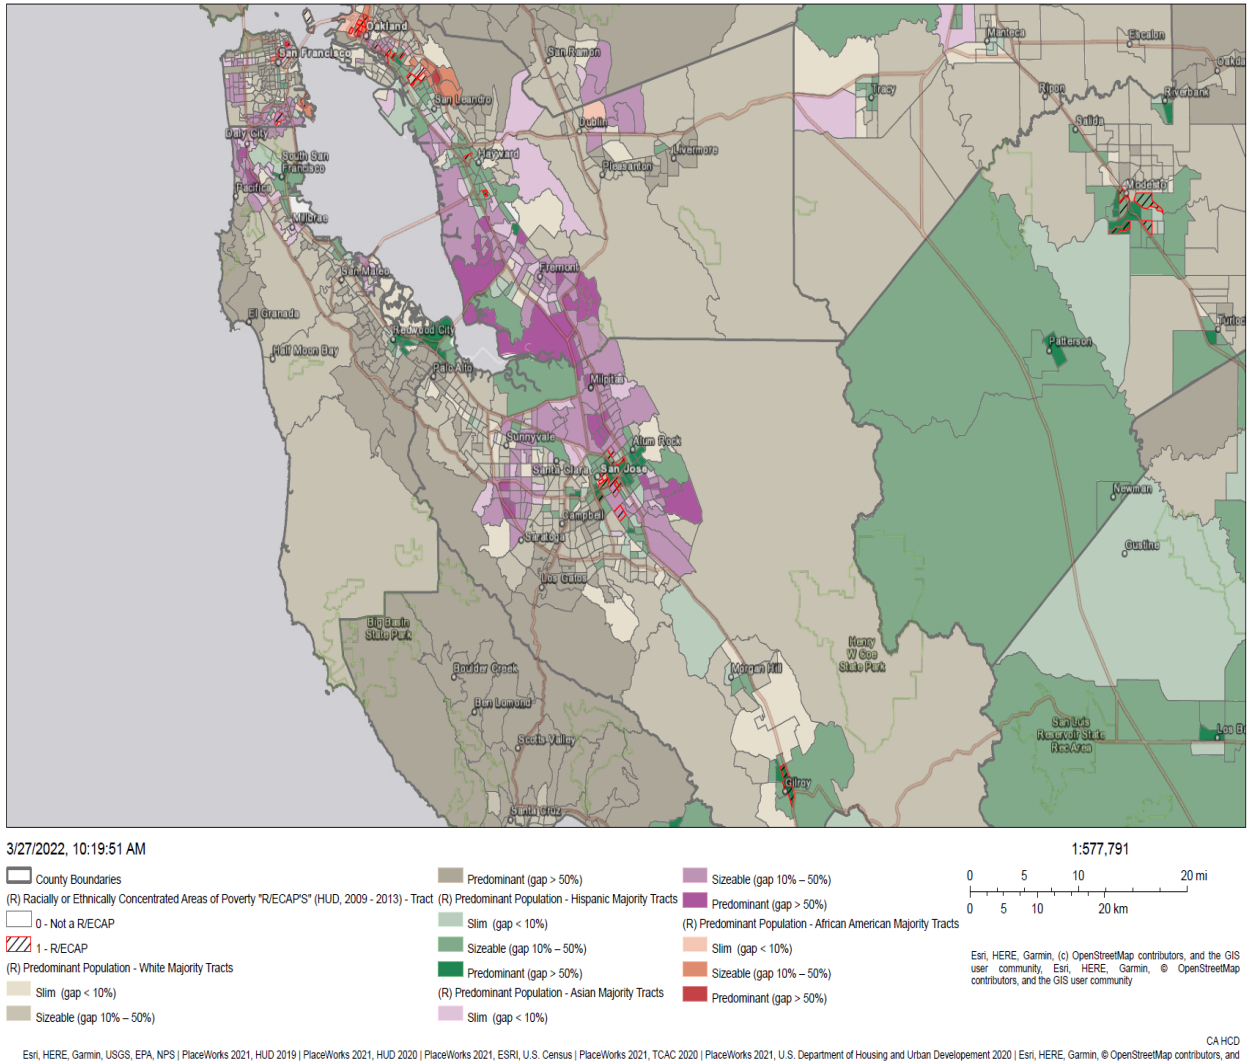 Oakland
San Francisco
San Ramon
Manteca
Escalon
Oakda
San Leandro
Tracy
Ripon
Riverbank
Daly City
Dublin
Salida
South San
Francisco
Hayward
Livermore
Pleasanton
Pacifica
Modesto
Millbrae
San Mateo
Fremont
El Granada
Redwood City
Turloc
Half Moon Bay
Palo Alto
Patterson
Milpitas
Sunnyvale
Alum Rock
Santa Clara
San Jose
Newman
Campbell
Saratoga
Gustine
Los Gatos
Big Basin
State Park
Henry
W Coe
State Park
Boulder Creek
Morgan Hill
Ben Lomond
San Luis
Reservoir State
Rec Area
Scotts Valley
Los B
Gilroy
Santa Cruz
3/27/2022, 10:19:51 AM
County Boundaries
(R) Racially or Ethnically Concentrated Areas of Poverty "R/ECAP'S" (HUD, 2009 - 2013) - Tract
0 - Not a R/ECAP
1 - R/ECAP
(R) Predominant Population - White Majority Tracts
Slim (gap < 10%)
Sizeable (gap 10% – 50%)
Predominant (gap > 50%)
(R) Predominant Population - Hispanic Majority Tracts
Slim (gap < 10%)
Sizeable (gap 10% – 50%)
Predominant (gap > 50%)
(R) Predominant Population - Asian Majority Tracts
Slim (gap < 10%)
Sizeable (gap 10% – 50%)
Predominant (gap > 50%)
(R) Predominant Population - African American Majority Tracts
Slim (gap < 10%)
Sizeable (gap 10% – 50%)
Predominant (gap > 50%)
1:577,791
0 5 10 20 mi
0 5 10 20 km
Esri, HERE, Garmin, (c) OpenStreetMap contributors, and the GIS
user community, Esri, HERE, Garmin, © OpenStreetMap
contributors, and the GIS user community
CA HCD
Esri, HERE, Garmin, USGS, EPA, NPS | PlaceWorks 2021, HUD 2019 | PlaceWorks 2021, HUD 2020 | PlaceWorks 2021, ESRI, U.S. Census | PlaceWorks 2021, TCAC 2020 | PlaceWorks 2021, U.S. Department of Housing and Urban Developement 2020 | Esri, HERE, Garmin, © OpenStreetMap contributors, and